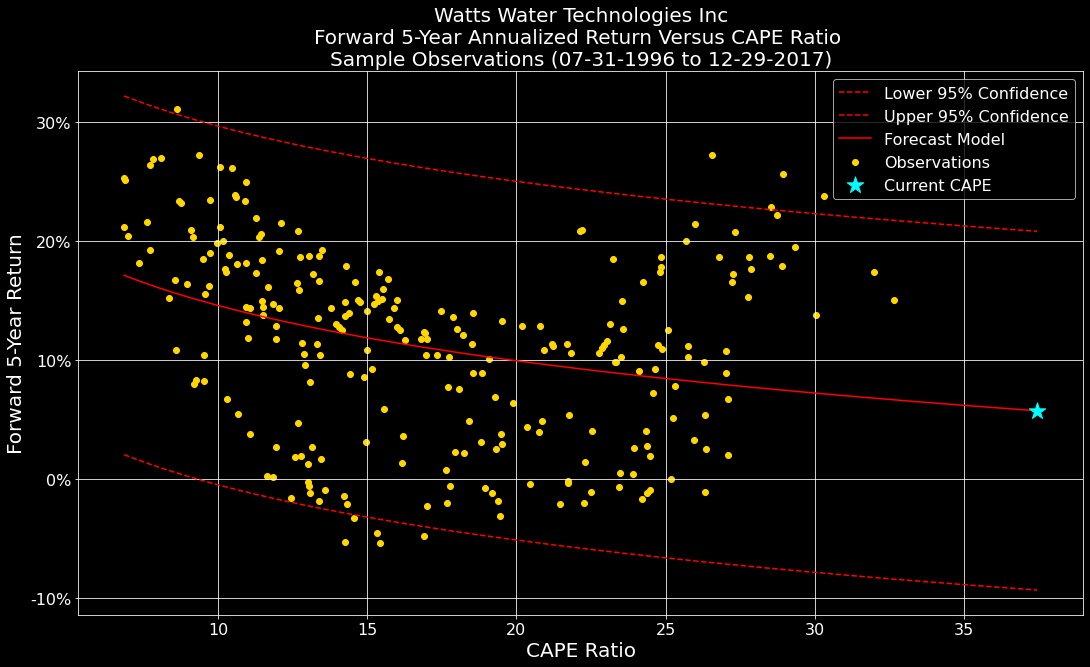 Watts Water Technologies Inc
Forward 5-Year Annualized Return Versus CAPE Ratio
Sample Observations (07-31-1996 to 12-29-2017)
Lower 95% Confidence
Upper 95% Confidence
Forecast Model
Observations
Current CAPE
Forward 5-Year Return
30%
20%
10%
0%
-10%
10
15
20
25
30
35
CAPE Ratio